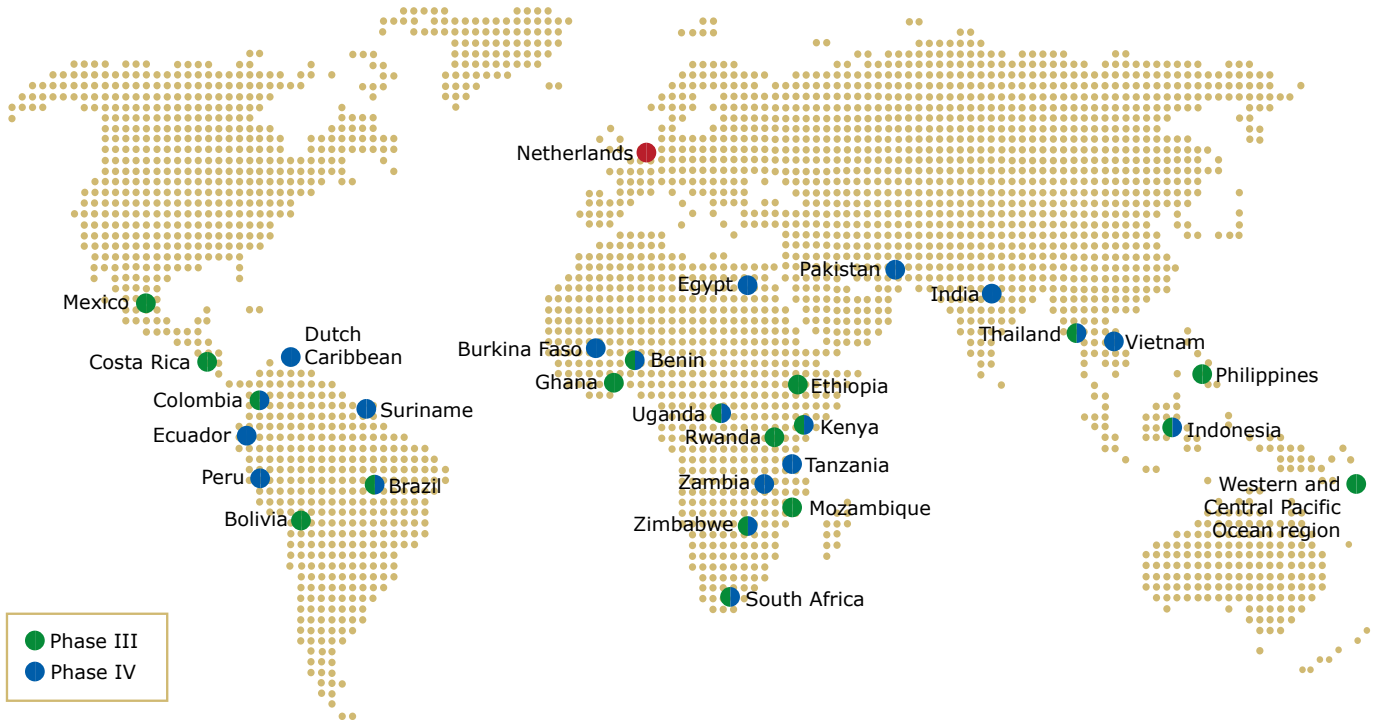 Netherlands
Pakistan
Egypt
India
Mexico
Dutch
Caribbean
Thailand
Vietnam
Burkina Faso
Costa Rica
Benin
Philippines
Ghana
Ethiopia
Colombia
Suriname
Uganda
Kenya
Ecuador
Rwanda
Indonesia
Tanzania
Peru
Zambia
Brazil
Western and
Central Pacific
Ocean region
Mozambique
Bolivia
Zimbabwe
South Africa
Phase III
Phase IV